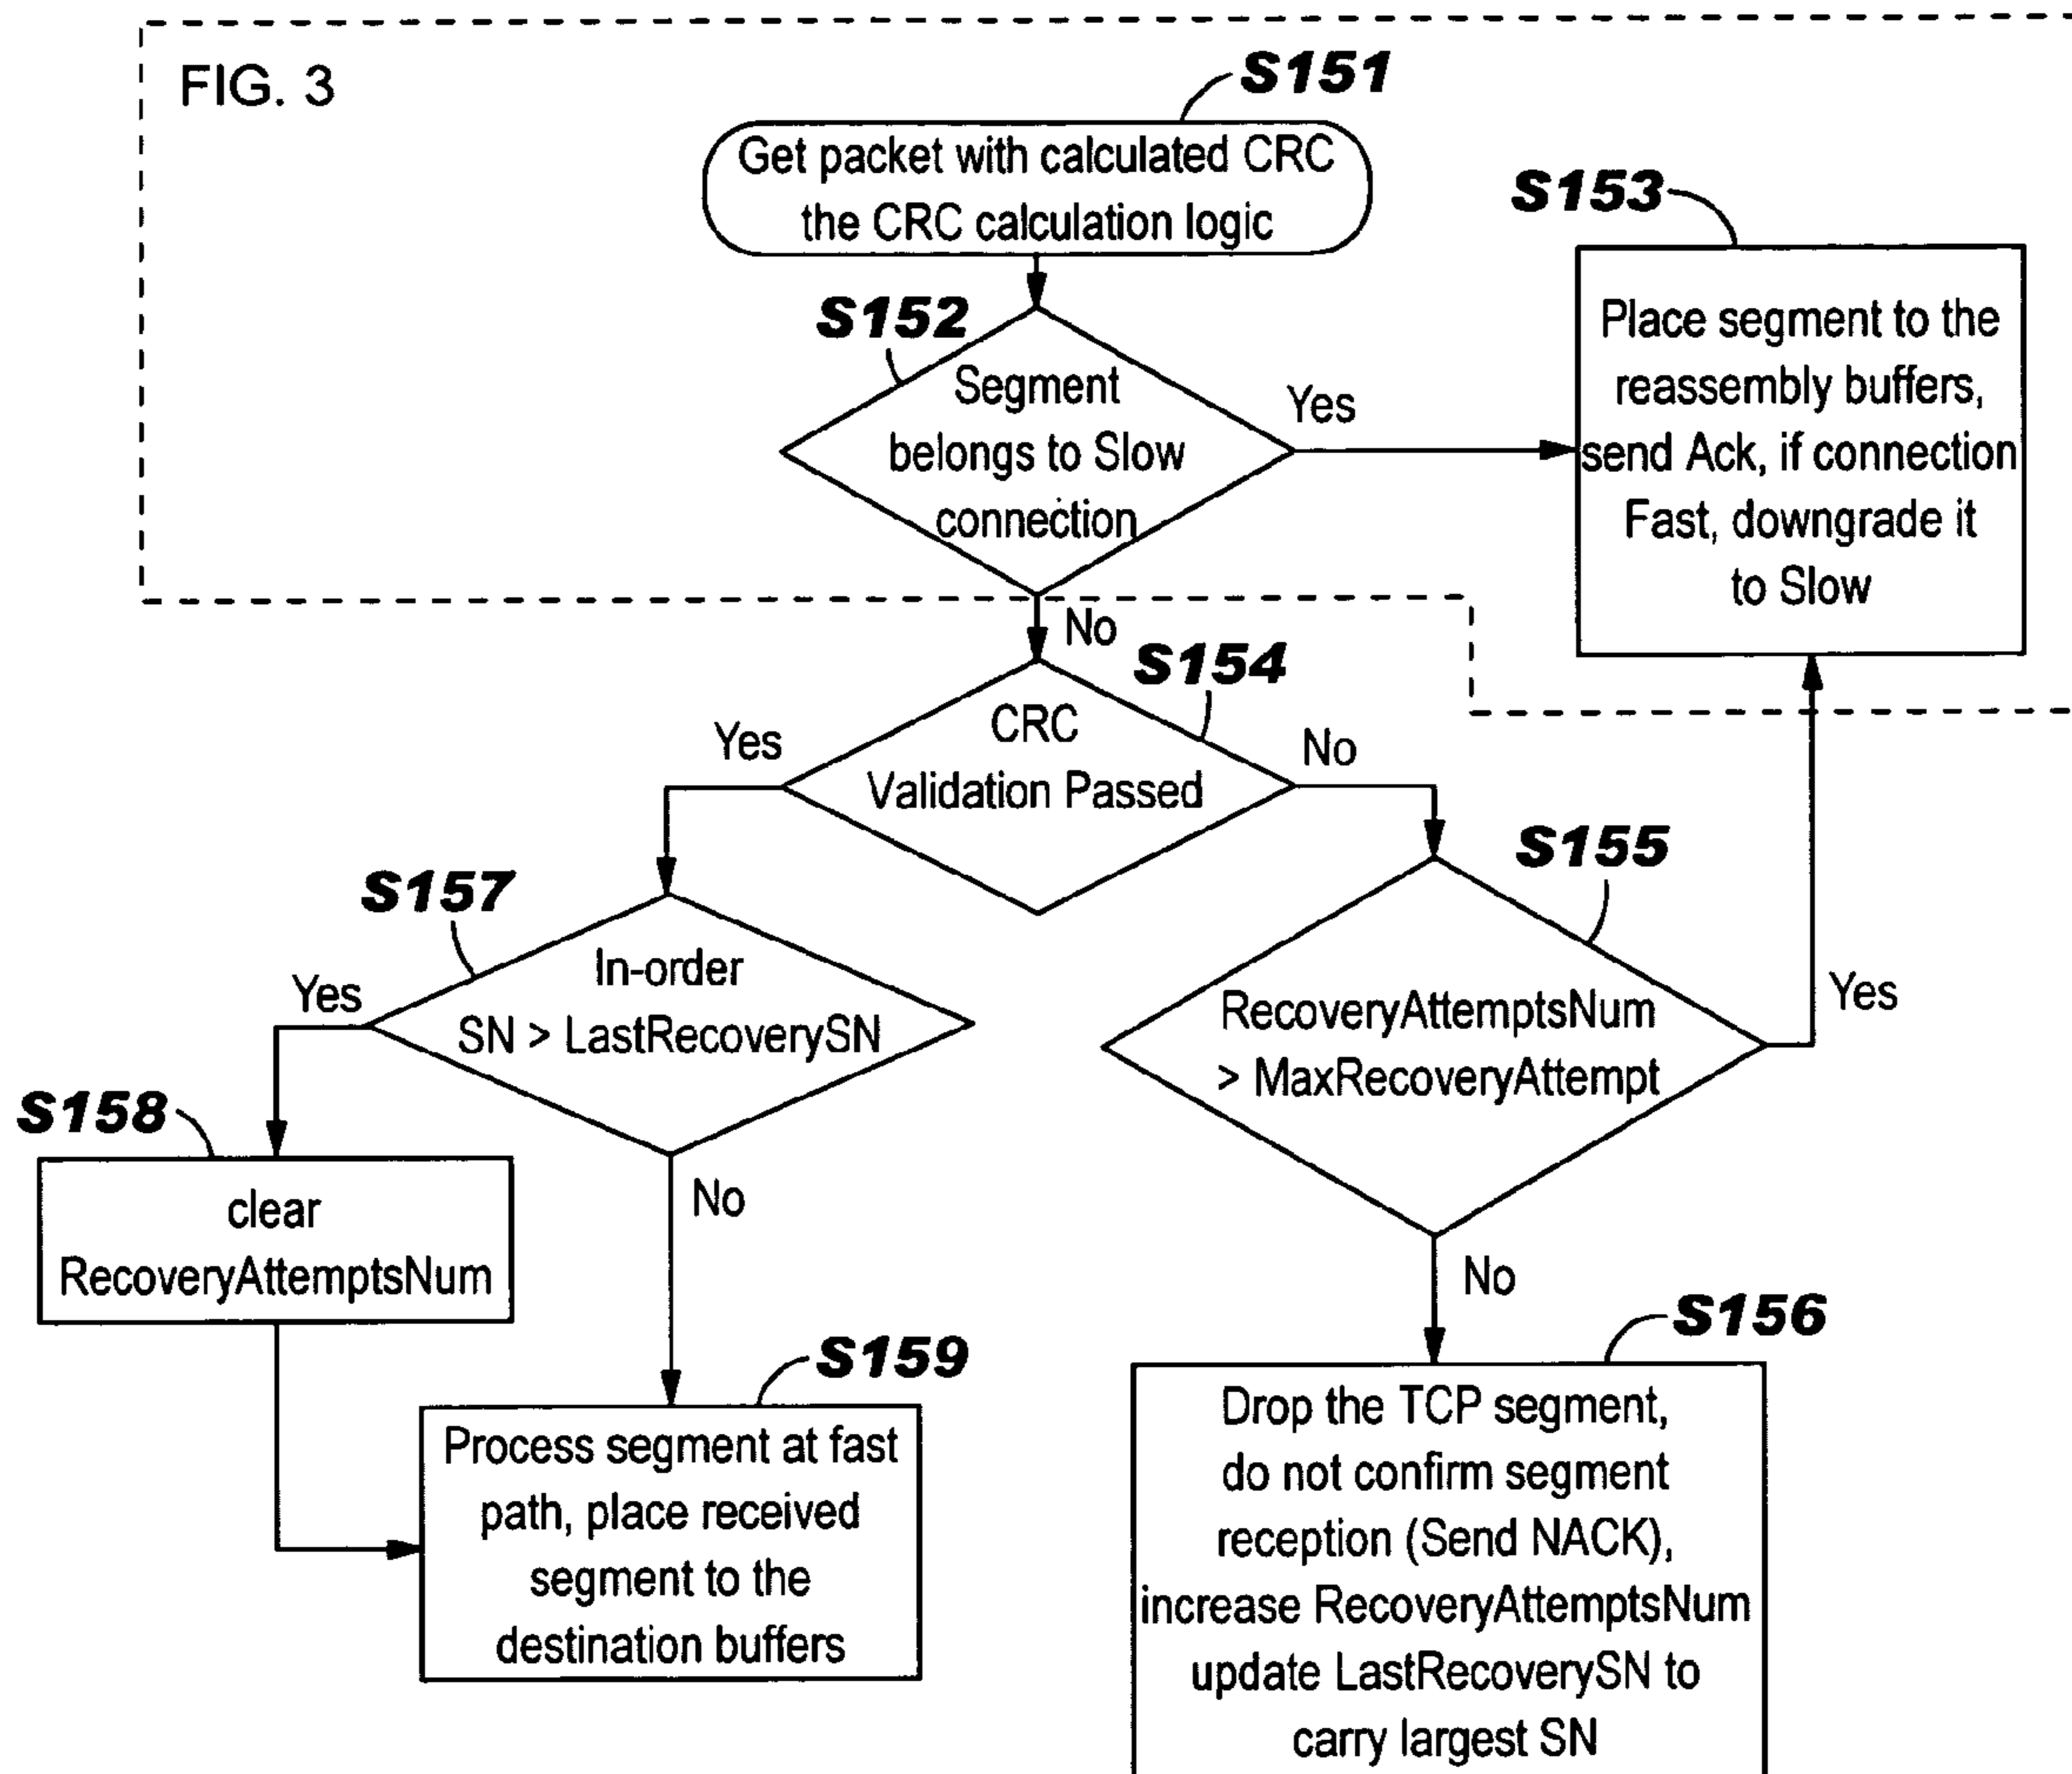 FIG. 3
S151
Get packet with calculated CRC
the CRC calculation logic
S152
Segment
belongs to Slow
connection
Yes
S153
Place segment to the
reassembly buffers,
send Ack, if connection
Fast, downgrade it
to Slow
No
S154
CRC
Validation Passed
Yes
No
S155
RecoveryAttemptsNum
> MaxRecoveryAttempt
Yes
No
S157
In-order
SN > LastRecoverySN
Yes
No
S158
clear
RecoveryAttemptsNum
S159
Process segment at fast
path, place received
segment to the
destination buffers
S156
Drop the TCP segment,
do not confirm segment
reception (Send NACK),
increase RecoveryAttemptsNum
update LastRecoverySN to
carry largest SN